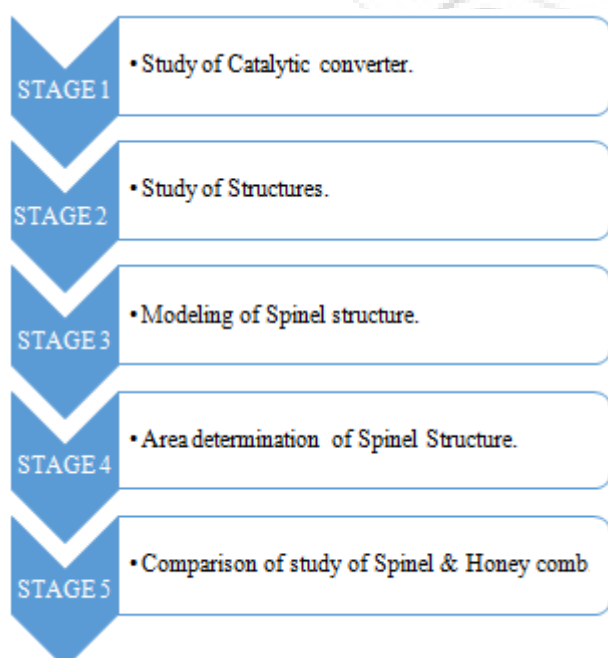 STAGE 1
• Study of Catalytic converter.
STAGE 2
• Study of Structures.
STAGE 3
• Modeling of Spinel structure.
STAGE 4
• Area determination of Spinel Structure.
STAGE 5
• Comparison of study of Spinel & Honey comb